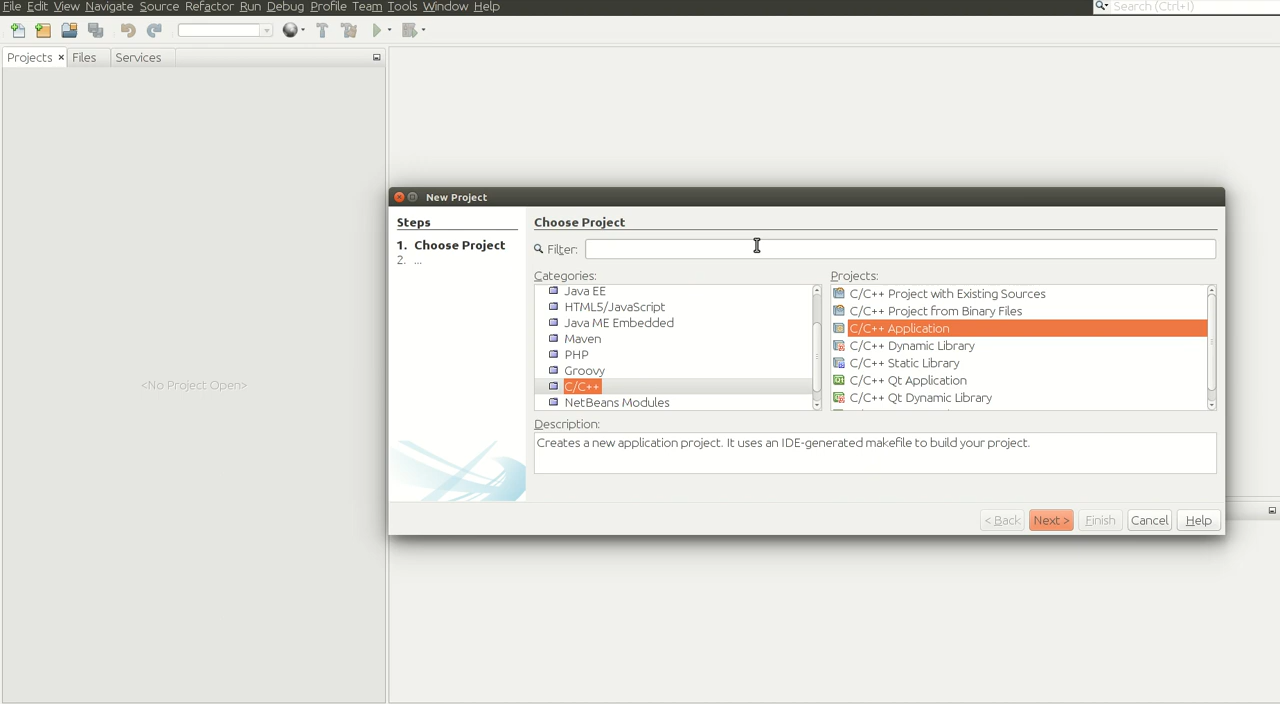 File Edit View Navigate Source Refactor Run Debug Profile Team Tools Window Help
Search (Ctrl+I)
Projects Files Services
<No Project Open>
New Project
Steps
1. Choose Project
2. ...
Choose Project
Filter:
Categories:
Java EE
HTML5/JavaScript
Java ME Embedded
Maven
PHP
Groovy
C/C++
NetBeans Modules
Projects:
C/C++ Project with Existing Sources
C/C++ Project from Binary Files
C/C++ Application
C/C++ Dynamic Library
C/C++ Static Library
C/C++ Qt Application
C/C++ Qt Dynamic Library
Description:
Creates a new application project. It uses an IDE-generated makefile to build your project.
< Back Next > Finish Cancel Help